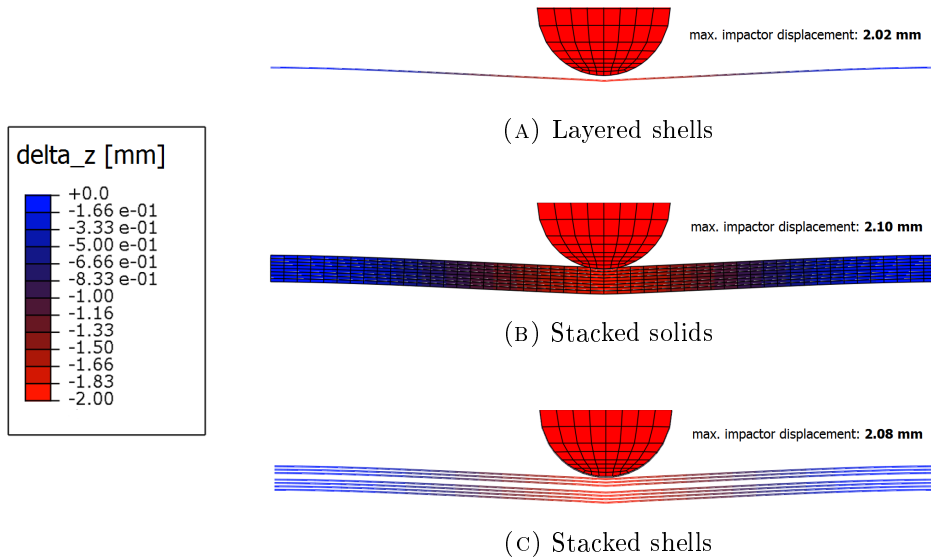 max. impactor displacement: 2.02 mm
(A) Layered shells
delta_z [mm]
+0.0
-1.66 e-01
-3.33 e-01
-5.00 e-01
-6.66 e-01
-8.33 e-01
-1.00
-1.16
-1.33
-1.50
-1.66
-1.83
-2.00
max. impactor displacement: 2.10 mm
(B) Stacked solids
max. impactor displacement: 2.08 mm
(C) Stacked shells